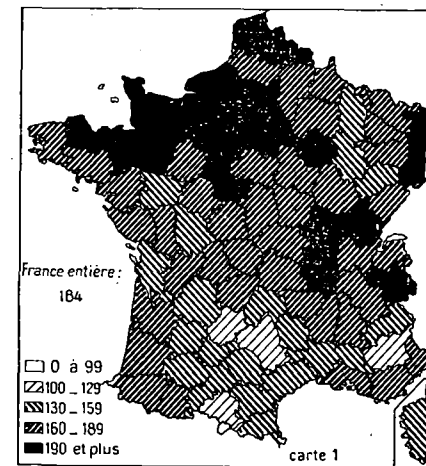 France entière :
184
0 à 99
100 _ 129
130 _ 159
160 _ 189
190 et plus
carte 1